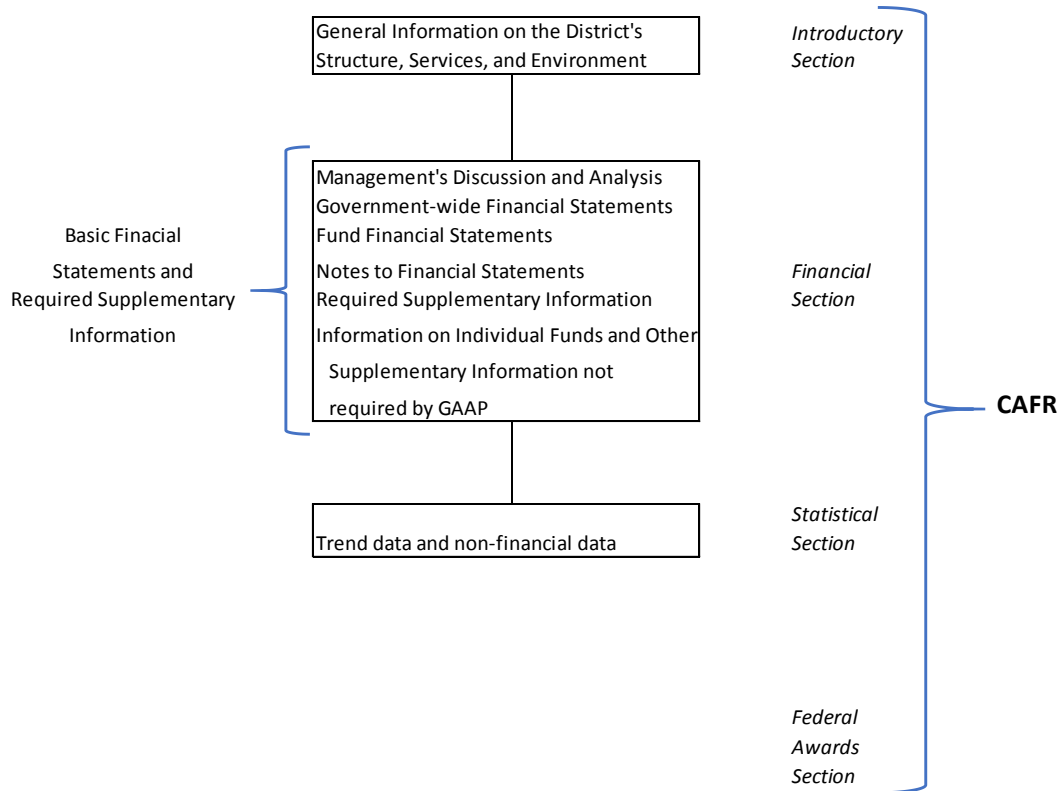 General Information on the District's
Structure, Services, and Environment
Introductory
Section
Basic Finacial
Statements and
Required Supplementary
Information
Management's Discussion and Analysis
Government-wide Financial Statements
Fund Financial Statements
Notes to Financial Statements
Required Supplementary Information
Information on Individual Funds and Other
Supplementary Information not
required by GAAP
Financial
Section
CAFR
Trend data and non-financial data
Statistical
Section
Federal
Awards
Section